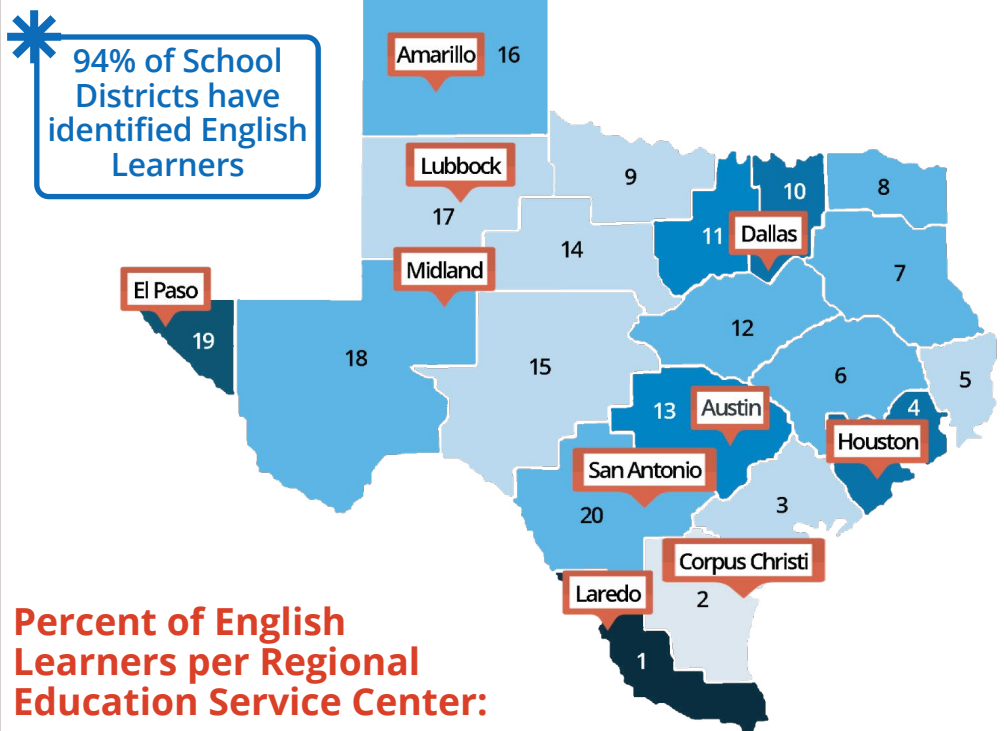 94% of School
Districts have
identified English
Learners
Amarillo 16
Lubbock
17
9
10
8
11
Dallas
14
7
Midland
El Paso
19
18
12
15
6
5
13
Austin
4
Houston
San Antonio
20
3
Corpus Christi
Laredo
2
1
Percent of English
Learners per Regional
Education Service Center: